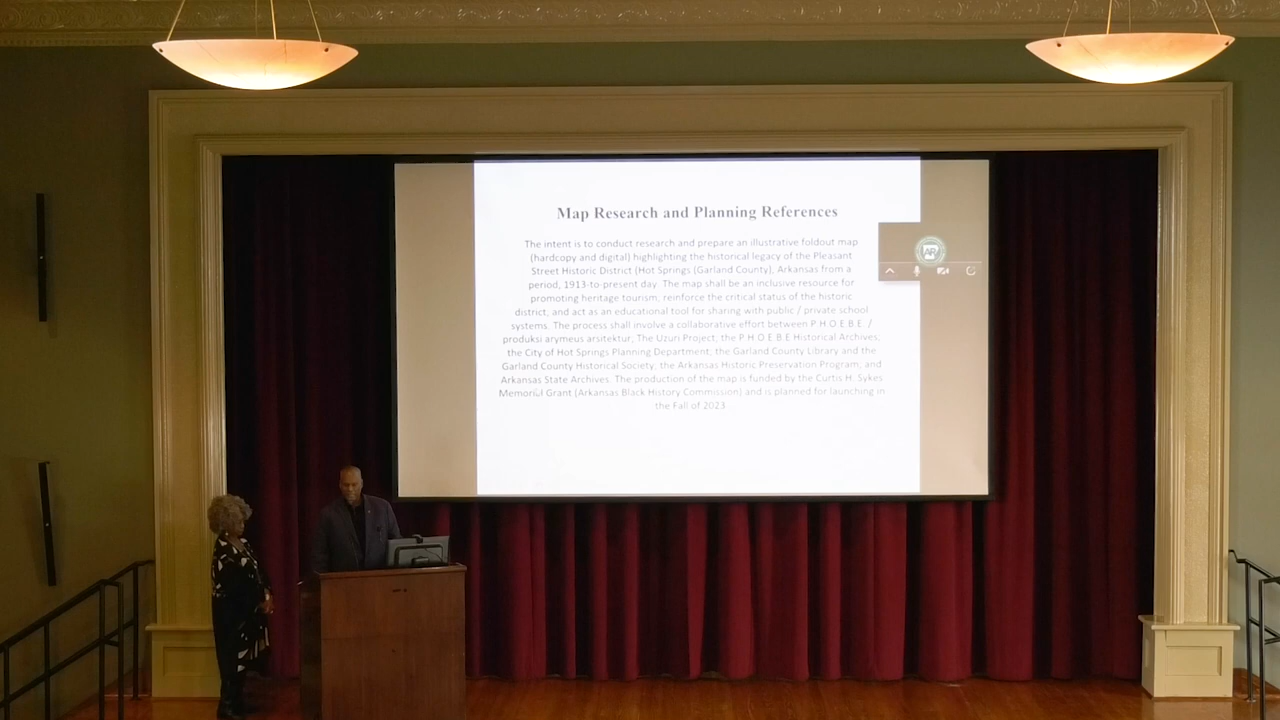 Map Research and Planning References
The intent is to conduct research and prepare an illustrative foldout map
(hardcopy and digital) highlighting the historical legacy of the Pleasant
Street Historic District (Hot Springs (Garland County), Arkansas from a
period, 1913-to-present day. The map shall be an inclusive resource for
promoting heritage tourism, reinforce the critical status of the historic
district, and act as an educational tool for sharing with public / private school
systems. The process shall involve a collaborative effort between P.H.O.E.B.E. /
produksi arymeus arsitektur; The Uzuri Project; the P.H.O.E.B.E Historical Archives;
the City of Hot Springs Planning Department; the Garland County Library and the
Garland County Historical Society; the Arkansas Historic Preservation Program; and
Arkansas State Archives. The production of the map is funded by the Curtis H. Sykes
Memorial Grant (Arkansas Black History Commission) and is planned for launching in
the Fall of 2023